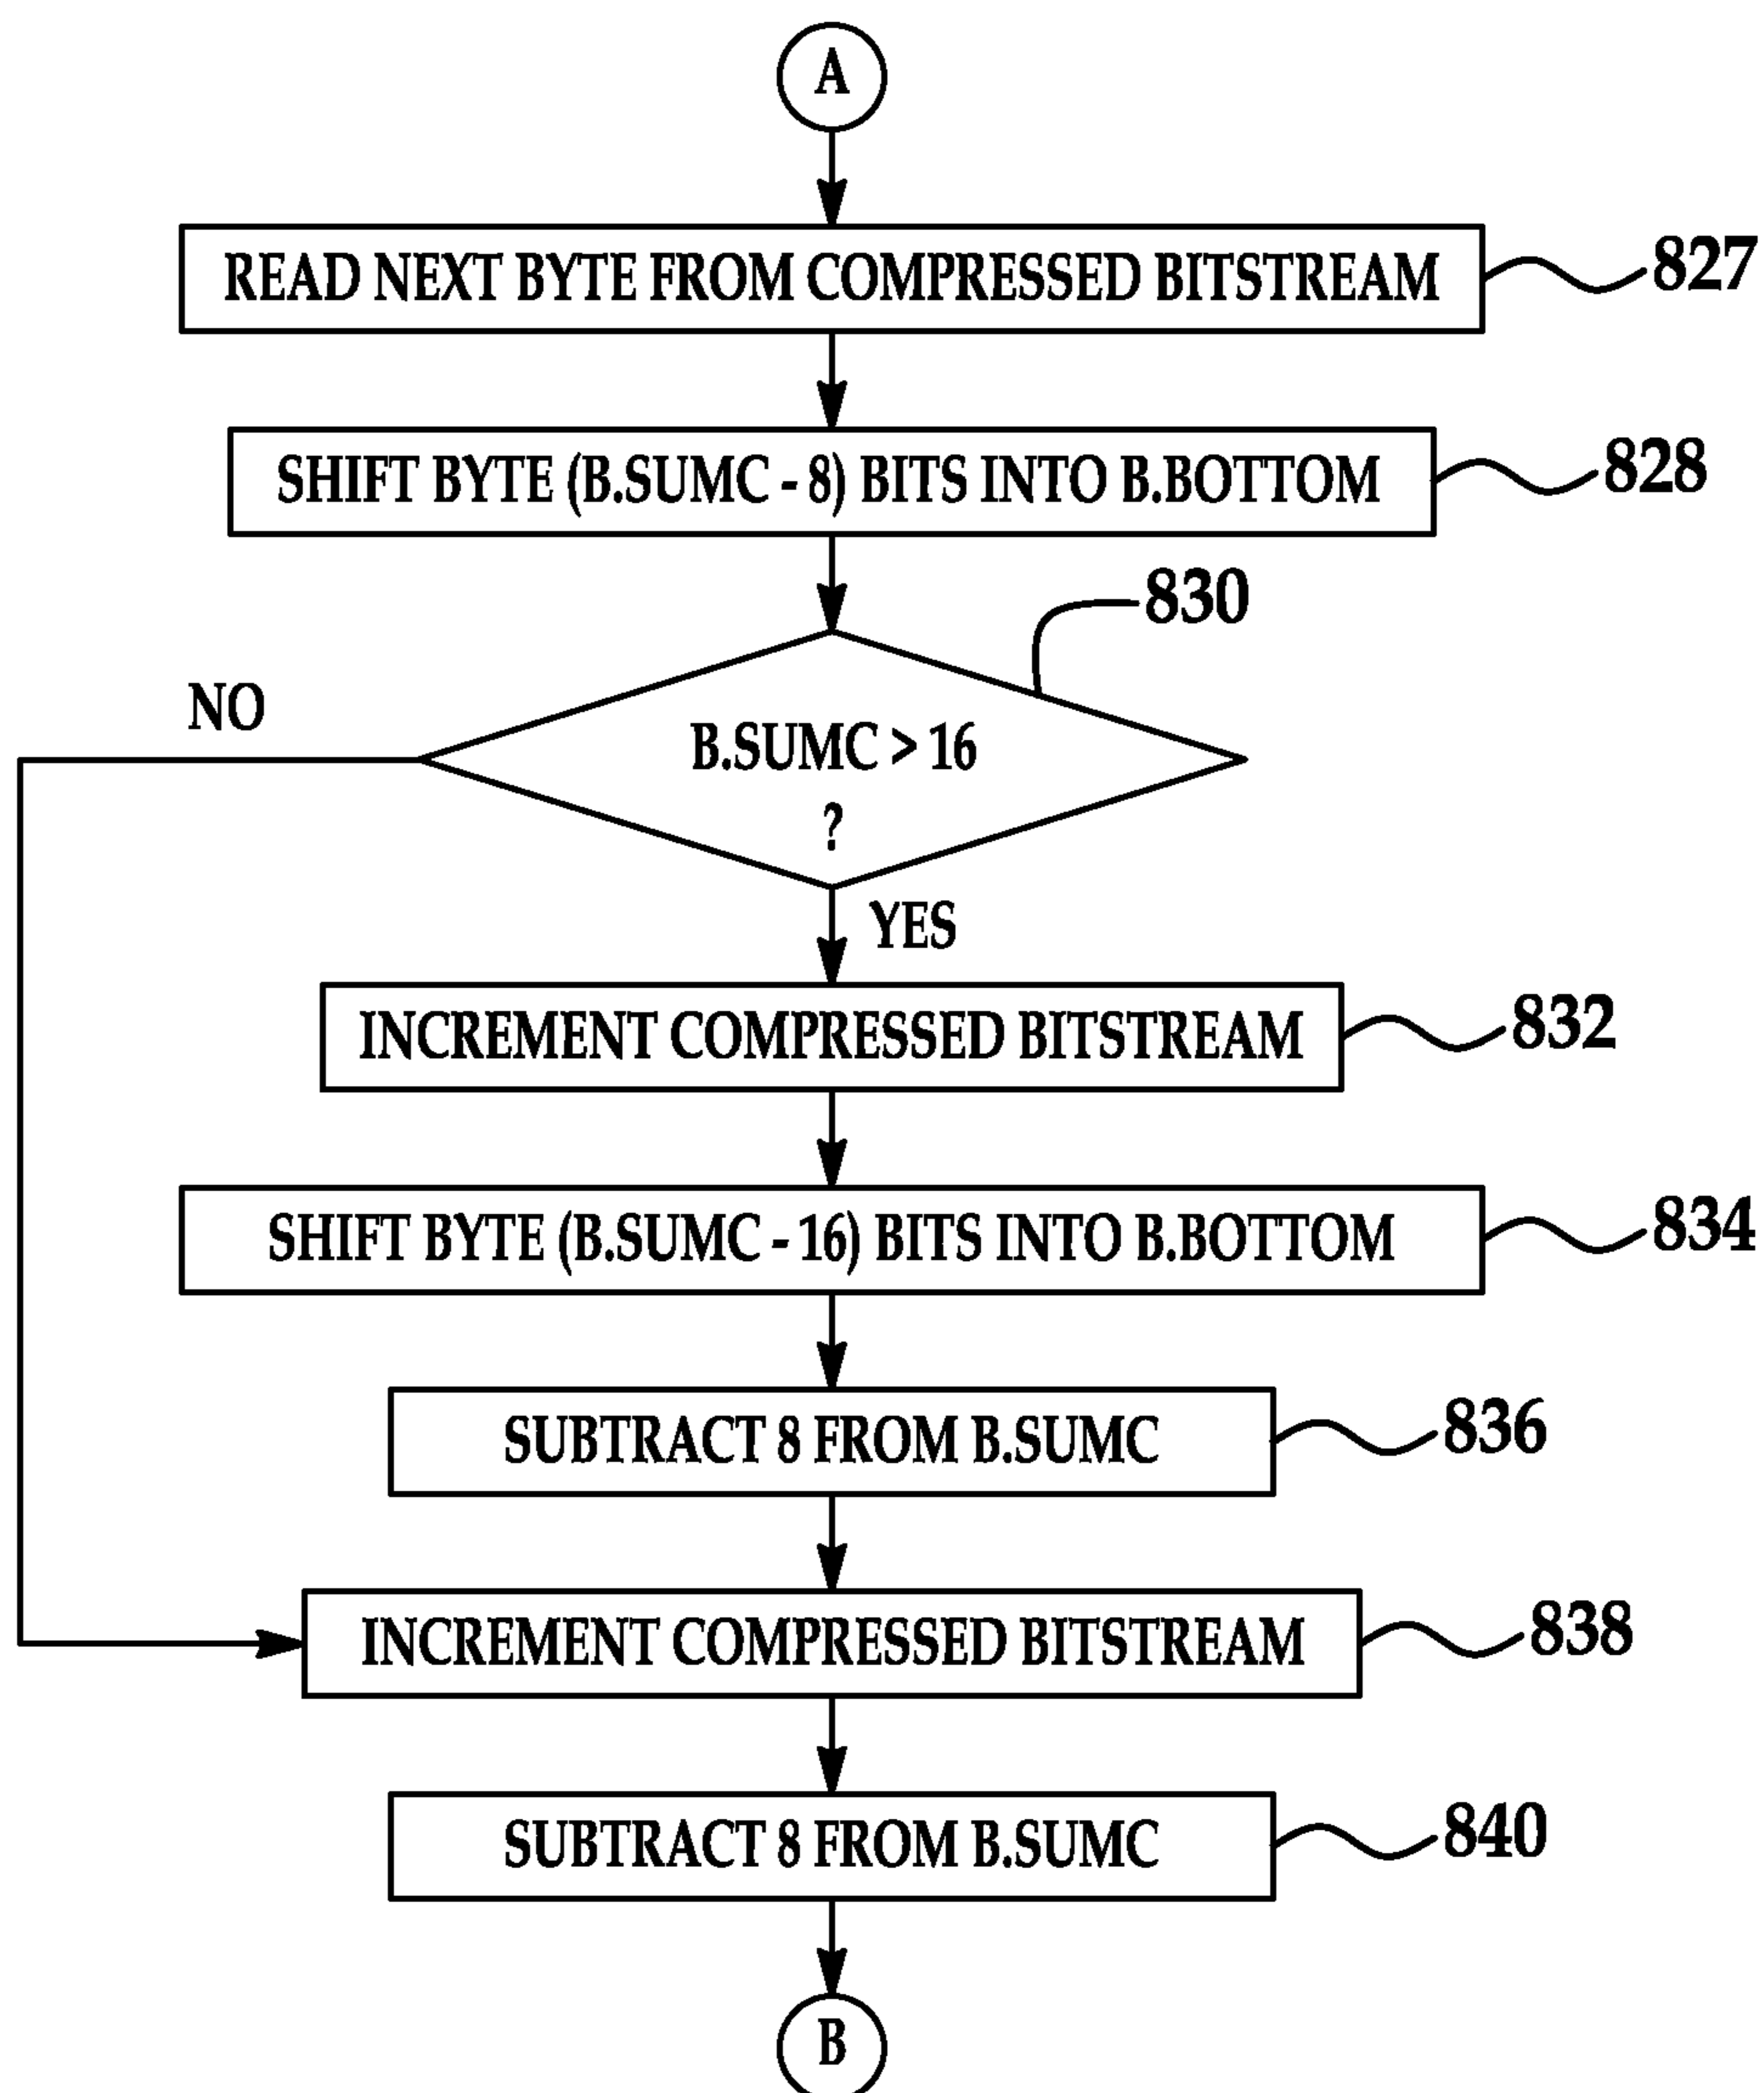 A
READ NEXT BYTE FROM COMPRESSED BITSTREAM
827
SHIFT BYTE (B.SUMC - 8) BITS INTO B.BOTTOM
828
830
NO
B.SUMC > 16
?
YES
INCREMENT COMPRESSED BITSTREAM
832
SHIFT BYTE (B.SUMC - 16) BITS INTO B.BOTTOM
834
SUBTRACT 8 FROM B.SUMC
836
INCREMENT COMPRESSED BITSTREAM
838
SUBTRACT 8 FROM B.SUMC
840
B